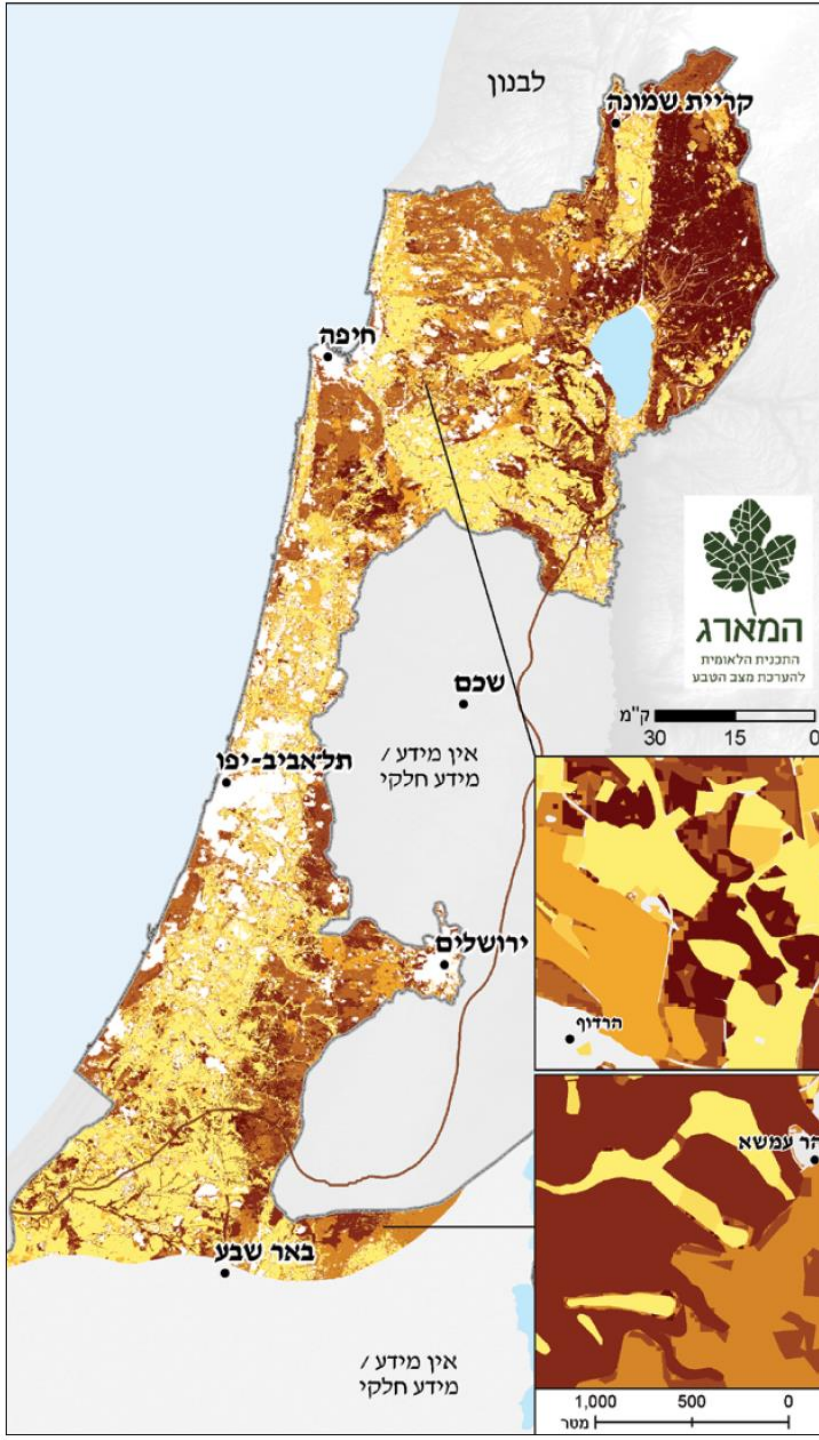 לבנון
קריית שמונה
חיפה
המארג
התכנית הלאומית
להערכת מצב הטבע
שכם
ק"מ
30 15 0
אין מידע /
מידע חלקי
תל־אביב-יפו
ירושלים
הרדוף
הר עמשא
באר שבע
אין מידע /
מידע חלקי
1,000 500 0
מטר